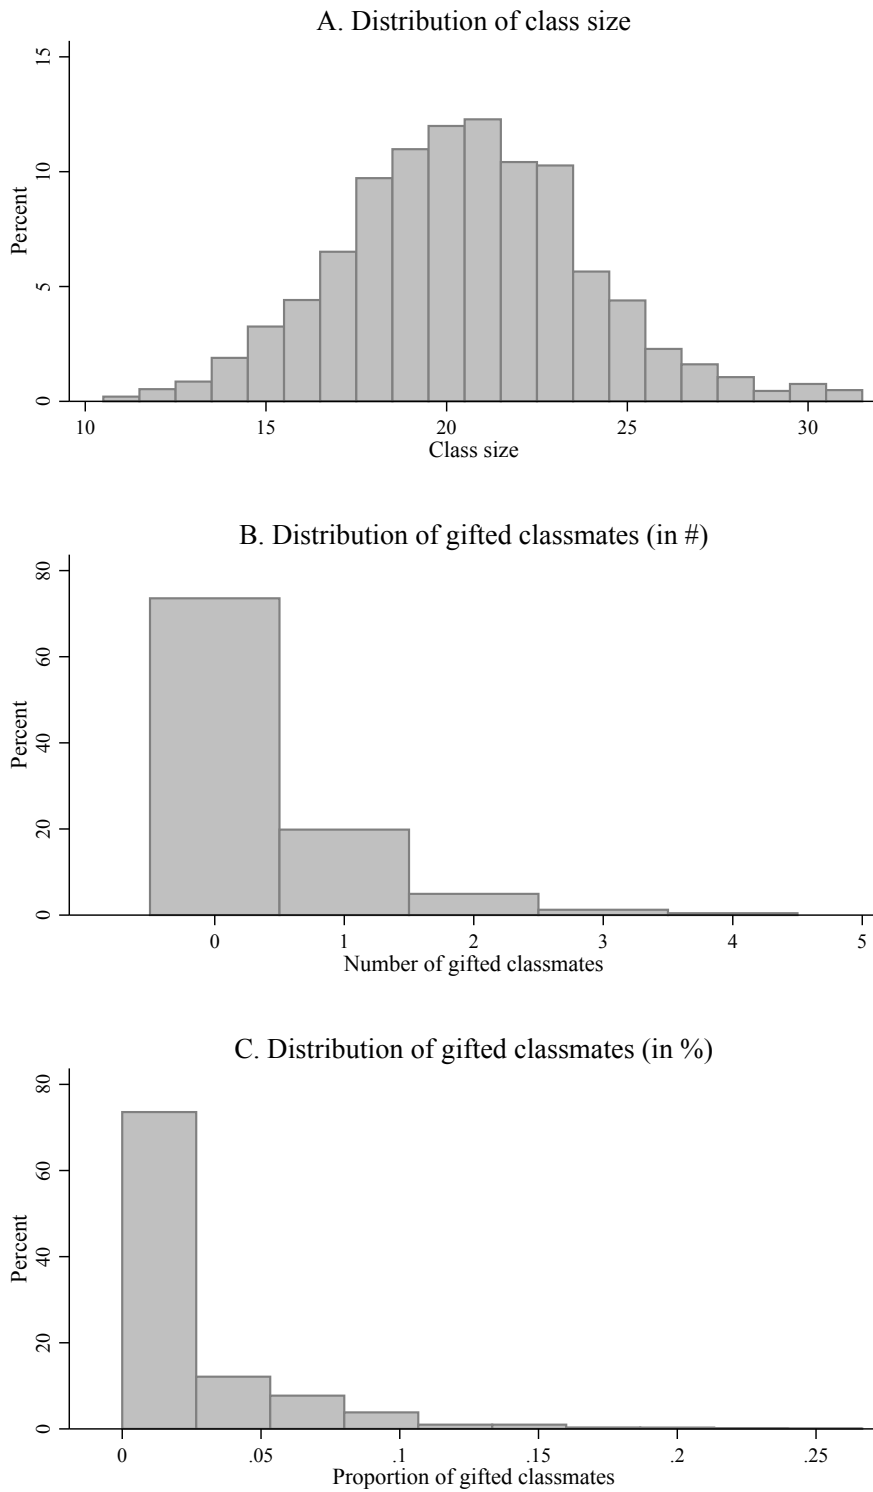 A. Distribution of class size
15
10
5
0
Percent
10 15 20 25 30
Class size
B. Distribution of gifted classmates (in #)
80
60
40
20
0
Percent
0 1 2 3 4 5
Number of gifted classmates
C. Distribution of gifted classmates (in %)
80
60
40
20
0
Percent
0 .05 .1 .15 .2 .25
Proportion of gifted classmates